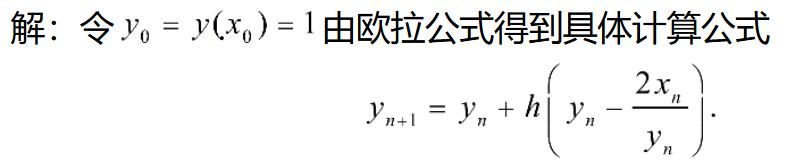 解：令 y₀ = y(x₀) = 1 由欧拉公式得到具体计算公式
yₙ₊₁ = yₙ + h(yₙ − 2xₙ/yₙ).